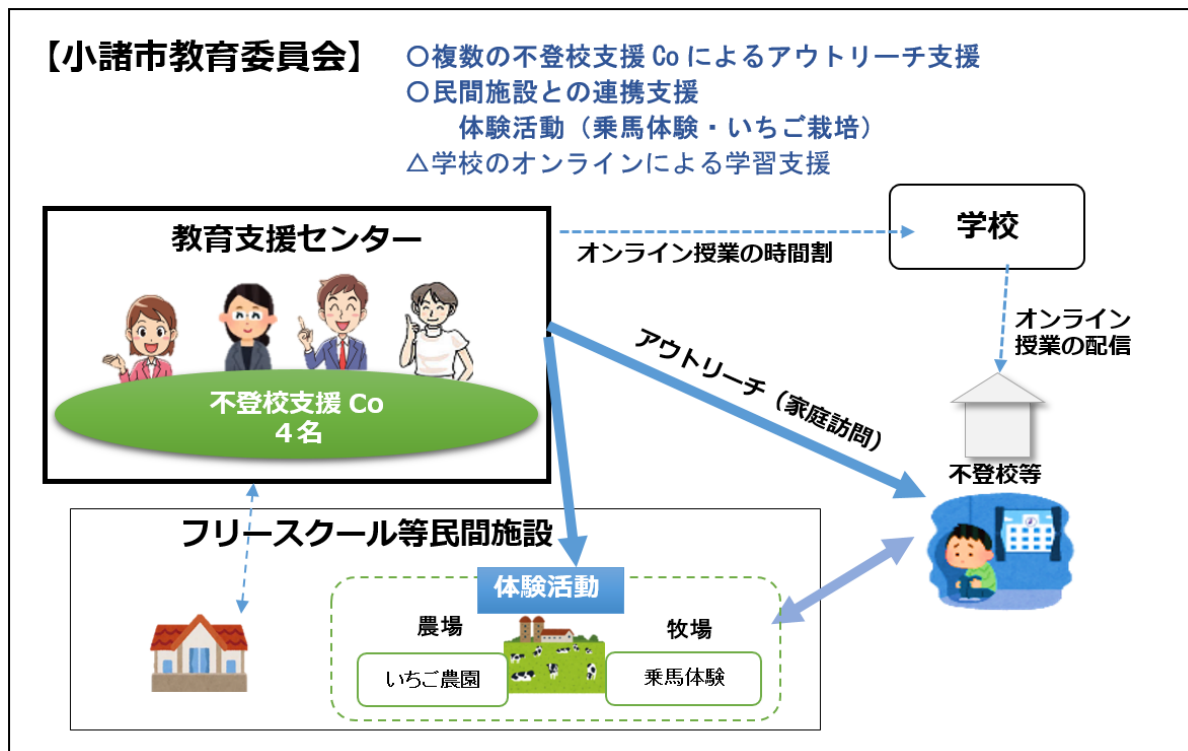 【小諸市教育委員会】
○複数の不登校支援 Co によるアウトリーチ支援
○民間施設との連携支援
体験活動（乗馬体験・いちご栽培）
△学校のオンラインによる学習支援
教育支援センター
不登校支援 Co
４名
オンライン授業の時間割
学校
オンライン
授業の配信
アウトリーチ（家庭訪問）
不登校等
フリースクール等民間施設
体験活動
農場
牧場
いちご農園
乗馬体験